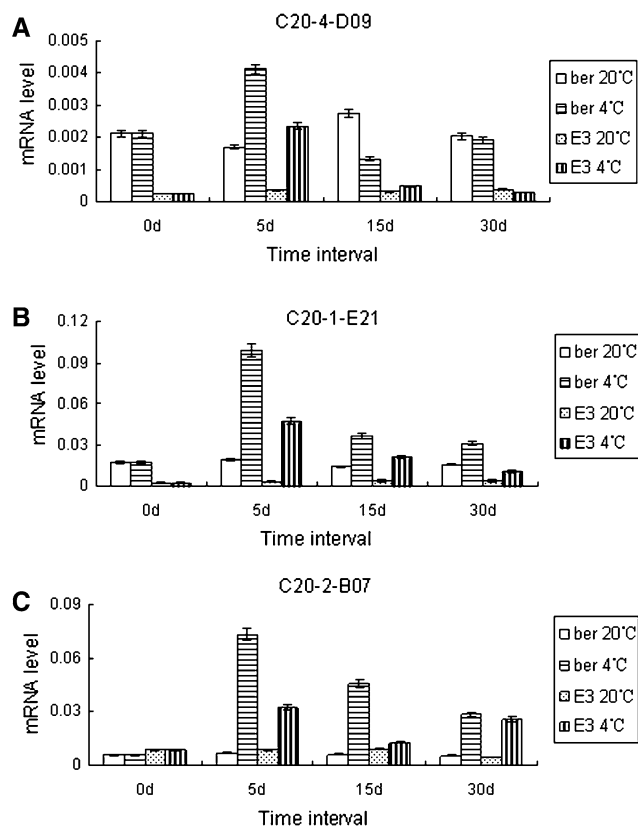 A
C20-4-D09
mRNA level
0.005
0.004
0.003
0.002
0.001
0
0d 5d 15d 30d
Time interval
ber 20°C
ber 4°C
E3 20°C
E3 4°C
B
C20-1-E21
mRNA level
0.12
0.09
0.06
0.03
0
0d 5d 15d 30d
Time interval
ber 20°C
ber 4°C
E3 20°C
E3 4°C
C
C20-2-B07
mRNA level
0.09
0.06
0.03
0
0d 5d 15d 30d
Time interval
ber 20°C
ber 4°C
E3 20°C
E3 4°C